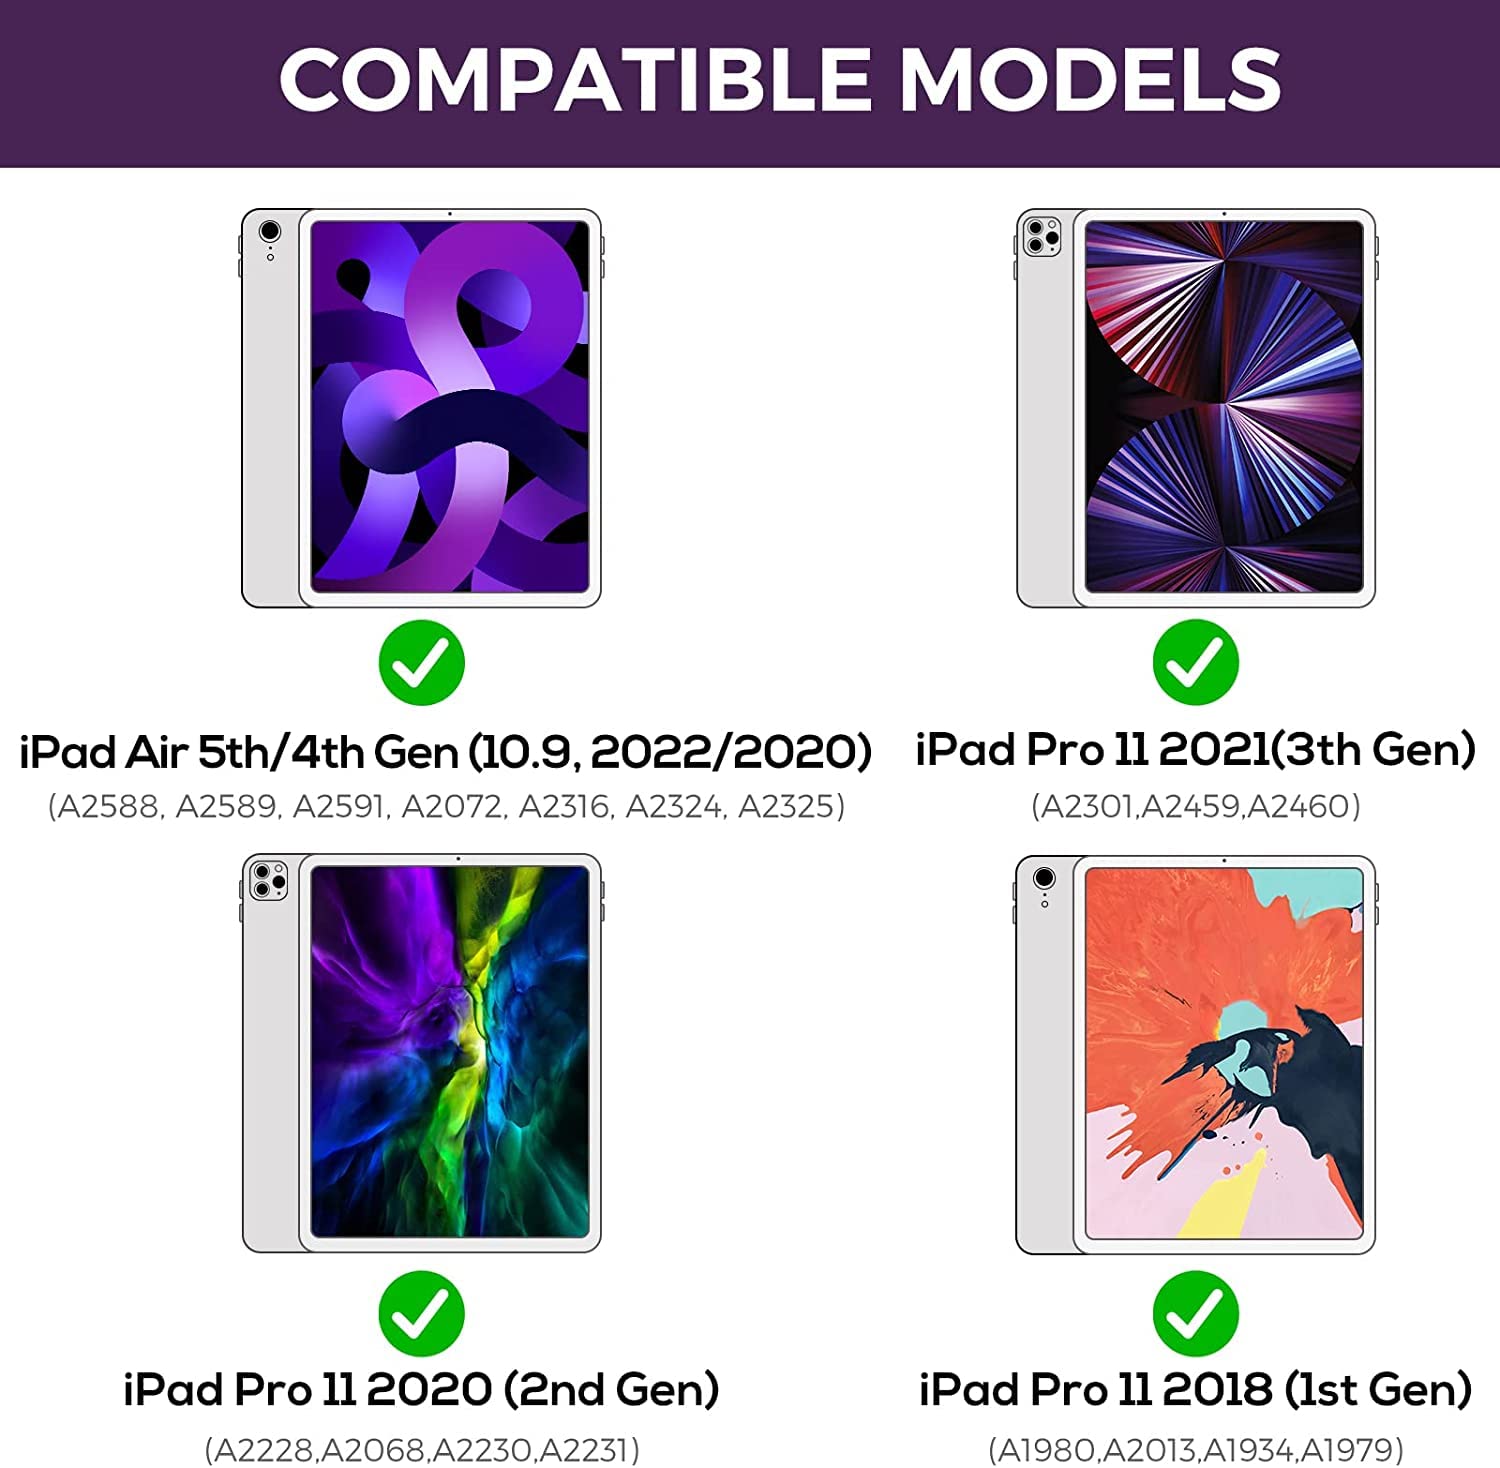 COMPATIBLE MODELS
iPad Air 5th/4th Gen (10.9, 2022/2020)
(A2588, A2589, A2591, A2072, A2316, A2324, A2325)
iPad Pro 11 2021(3th Gen)
(A2301,A2459,A2460)
iPad Pro 11 2020 (2nd Gen)
(A2228,A2068,A2230,A2231)
iPad Pro 11 2018 (1st Gen)
(A1980,A2013,A1934,A1979)